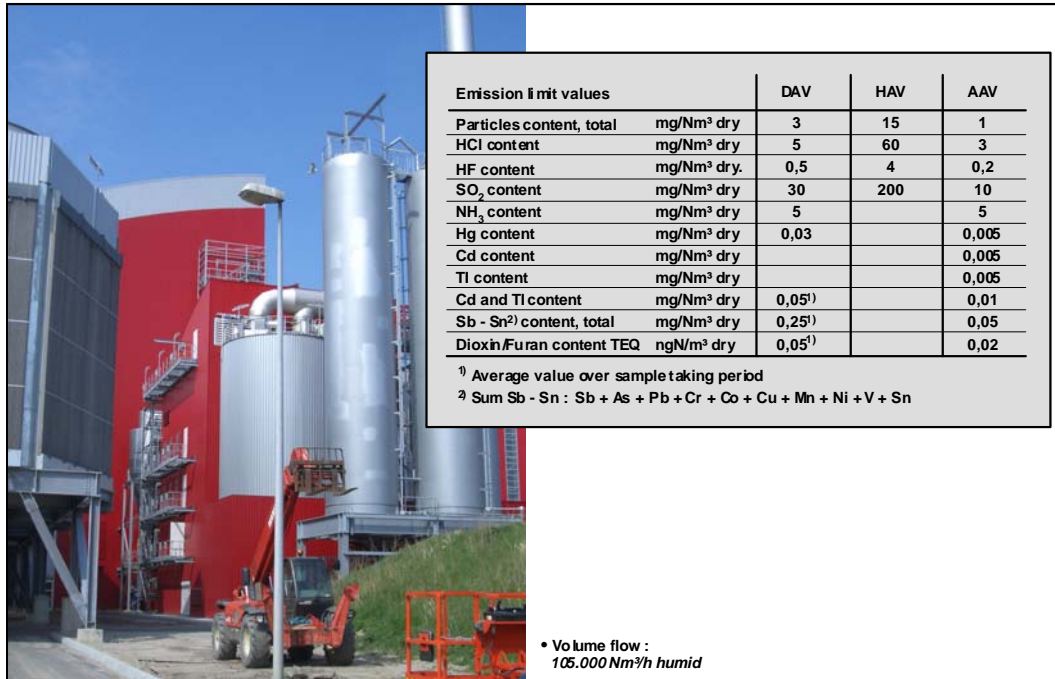 Emission limit values DAV HAV AAV
Particles content, total mg/Nm³ dry 3 15 1
HCl content mg/Nm³ dry 5 60 3
HF content mg/Nm³ dry. 0,5 4 0,2
SO₂ content mg/Nm³ dry 30 200 10
NH₃ content mg/Nm³ dry 5 5
Hg content mg/Nm³ dry 0,03 0,005
Cd content mg/Nm³ dry 0,005
Tl content mg/Nm³ dry 0,005
Cd and Tl content mg/Nm³ dry 0,05¹⁾ 0,01
Sb - Sn²⁾ content, total mg/Nm³ dry 0,25¹⁾ 0,05
Dioxin/Furan content TEQ ngN/m³ dry 0,05¹⁾ 0,02
¹⁾ Average value over sample taking period
²⁾ Sum Sb - Sn : Sb + As + Pb + Cr + Co + Cu + Mn + Ni + V + Sn
• Volume flow :
105.000 Nm³/h humid